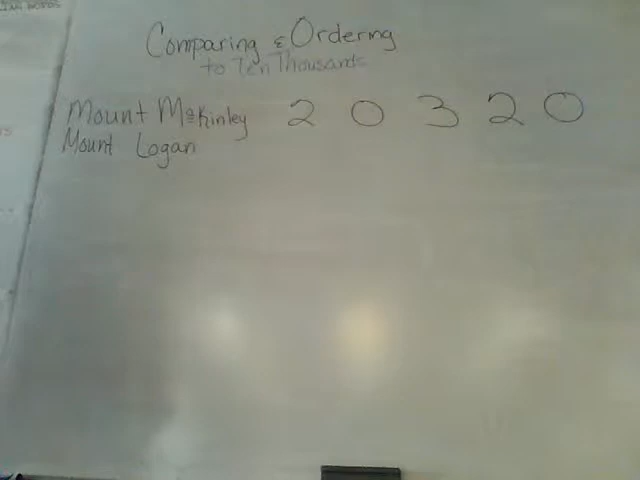 Comparing & Ordering
to Ten Thousands
Mount McKinley 2 0 3 2 0
Mount Logan